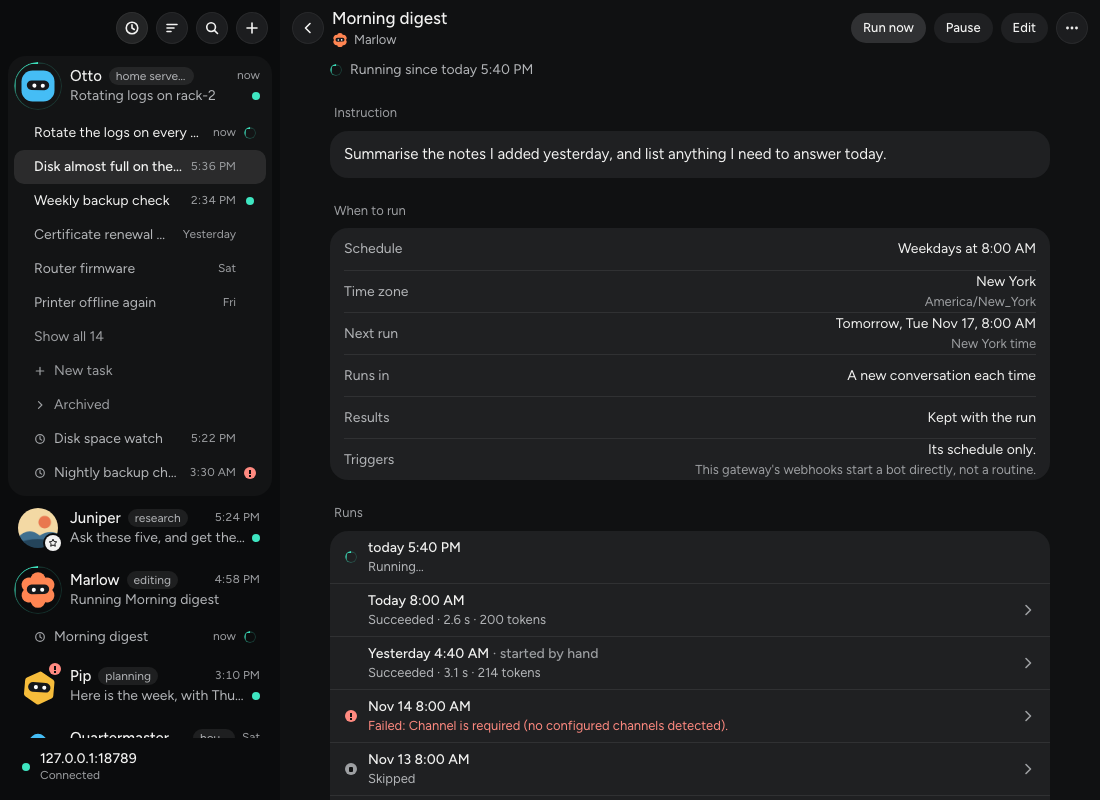 Otto
home serve…
now
Rotating logs on rack-2
Rotate the logs on every …
now
Disk almost full on the…
5:36 PM
Weekly backup check
2:34 PM
Certificate renewal …
Yesterday
Router firmware
Sat
Printer offline again
Fri
Show all 14
New task
Archived
Disk space watch
5:22 PM
Nightly backup ch…
3:30 AM
Juniper
research
5:24 PM
Ask these five, and get the…
Marlow
editing
4:58 PM
Running Morning digest
Morning digest
now
Pip
planning
3:10 PM
Here is the week, with Thu…
Quartermaster
hou…
Sat
127.0.0.1:18789
Connected
Morning digest
Marlow
Run now
Pause
Edit
Running since today 5:40 PM
Instruction
Summarise the notes I added yesterday, and list anything I need to answer today.
When to run
Schedule
Weekdays at 8:00 AM
Time zone
New York
America/New_York
Next run
Tomorrow, Tue Nov 17, 8:00 AM
New York time
Runs in
A new conversation each time
Results
Kept with the run
Triggers
Its schedule only.
This gateway's webhooks start a bot directly, not a routine.
Runs
today 5:40 PM
Running…
Today 8:00 AM
Succeeded · 2.6 s · 200 tokens
Yesterday 4:40 AM · started by hand
Succeeded · 3.1 s · 214 tokens
Nov 14 8:00 AM
Failed: Channel is required (no configured channels detected).
Nov 13 8:00 AM
Skipped